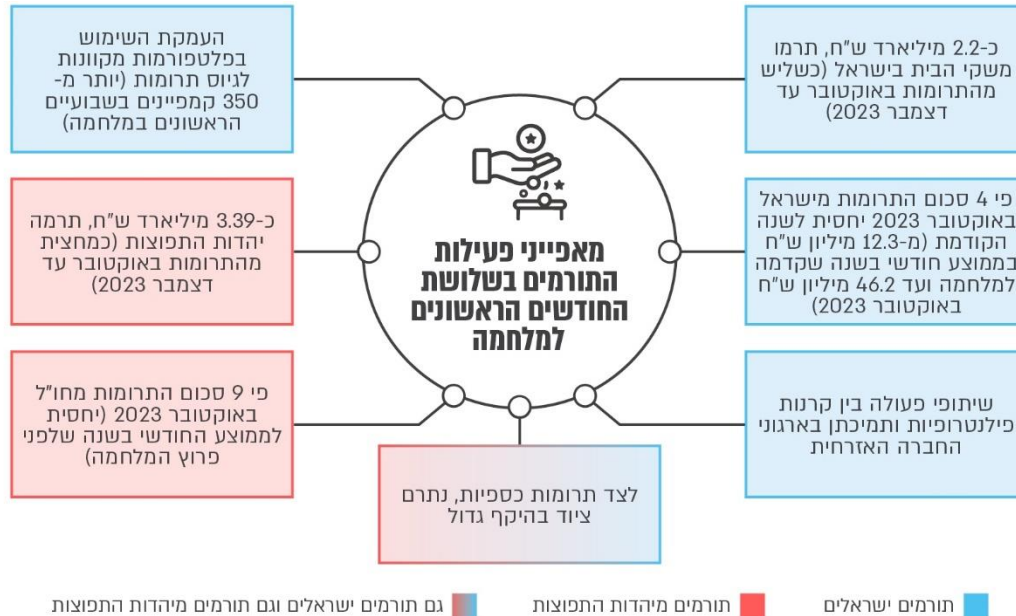 כ-2.2 מיליארד ש"ח, תרמו
משקי הבית בישראל (כשליש
מהתרומות באוקטובר עד
דצמבר 2023)
העמקת השימוש
בפלטפורמות מקוונות
לגיוס תרומות (יותר מ-
350 קמפיינים בשבועיים
הראשונים במלחמה)
מאפייני פעילות
התורמים בשלושת
החודשים הראשונים
למלחמה
פי 4 סכום התרומות מישראל
באוקטובר 2023 יחסית לשנה
הקודמת (מ-12.3 מיליון ש"ח
בממוצע חודשי בשנה שקדמה
למלחמה ועד 46.2 מיליון ש"ח
באוקטובר 2023)
כ-3.39 מיליארד ש"ח, תרמה
יהדות התפוצות (כמחצית
מהתרומות באוקטובר עד
דצמבר 2023)
שיתופי פעולה בין קרנות
פילנטרופיות ותמיכתן בארגוני
החברה האזרחית
פי 9 סכום התרומות מחו"ל
באוקטובר 2023 (יחסית
לממוצע החודשי בשנה שלפני
פרוץ המלחמה)
לצד תרומות כספיות, נתרם
ציוד בהיקף גדול
תורמים ישראלים
תורמים מיהדות התפוצות
גם תורמים ישראלים וגם תורמים מיהדות התפוצות